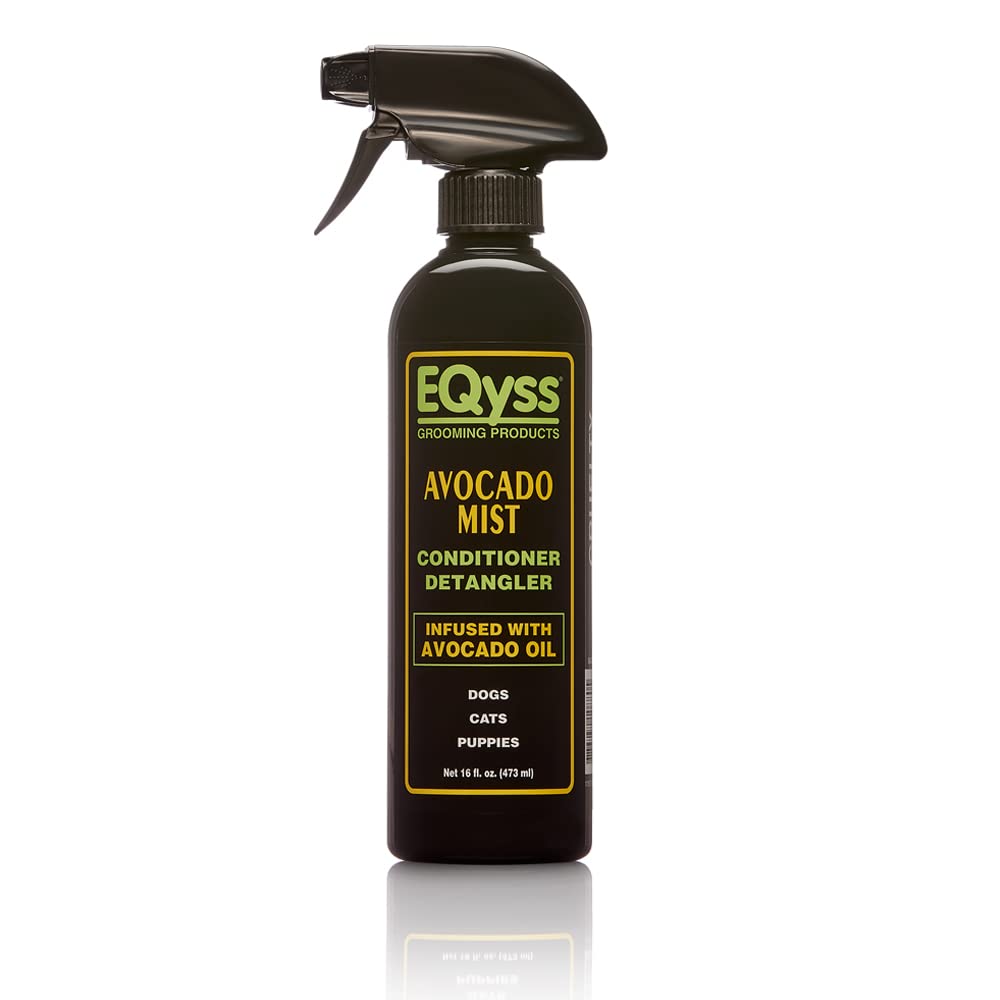 EQyss®
GROOMING PRODUCTS
AVOCADO
MIST
CONDITIONER
DETANGLER
INFUSED WITH
AVOCADO OIL
DOGS
CATS
PUPPIES
Net 16 fl. oz. (473 ml)